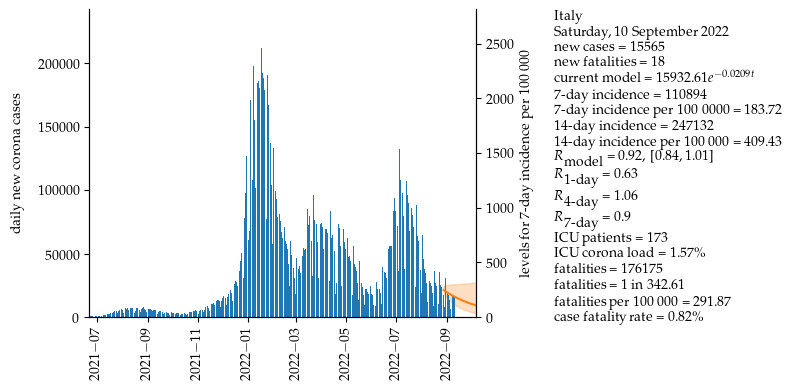 daily new corona cases
0
50000
100000
150000
200000
2021−07
2021−09
2021−11
2022−01
2022−03
2022−05
2022−07
2022−09
0
500
1000
1500
2000
2500
levels for 7-day incidence per 100 000
Italy
Saturday, 10 September 2022
new cases = 15565
new fatalities = 18
current model = 15932.61e^{−0.0209t}
7-day incidence = 110894
7-day incidence per 100 0000 = 183.72
14-day incidence = 247132
14-day incidence per 100 000 = 409.43
R_model = 0.92, [0.84, 1.01]
R_1-day = 0.63
R_4-day = 1.06
R_7-day = 0.9
ICU patients = 173
ICU corona load = 1.57%
fatalities = 176175
fatalities = 1 in 342.61
fatalities per 100 000 = 291.87
case fatality rate = 0.82%